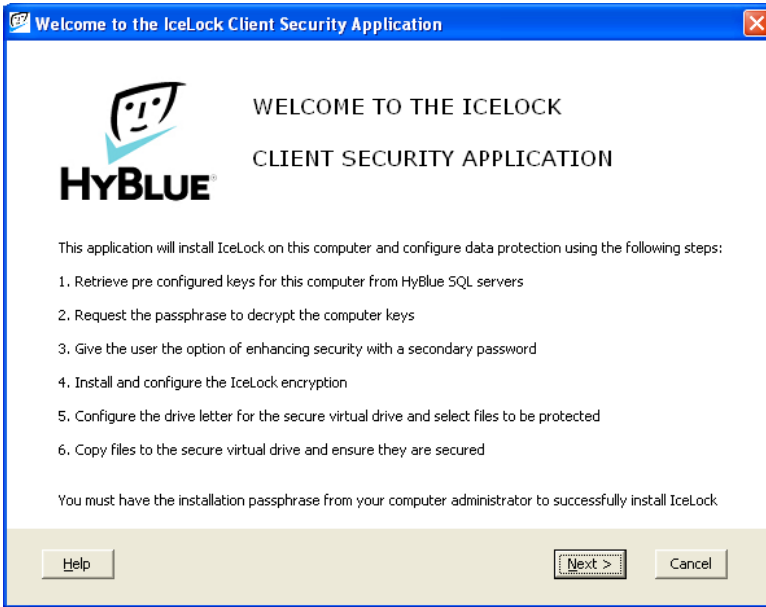 Welcome to the IceLock Client Security Application
WELCOME TO THE ICELOCK
CLIENT SECURITY APPLICATION
HYBLUE®
This application will install IceLock on this computer and configure data protection using the following steps:
1. Retrieve pre configured keys for this computer from HyBlue SQL servers
2. Request the passphrase to decrypt the computer keys
3. Give the user the option of enhancing security with a secondary password
4. Install and configure the IceLock encryption
5. Configure the drive letter for the secure virtual drive and select files to be protected
6. Copy files to the secure virtual drive and ensure they are secured
You must have the installation passphrase from your computer administrator to successfully install IceLock
Help
Next >
Cancel